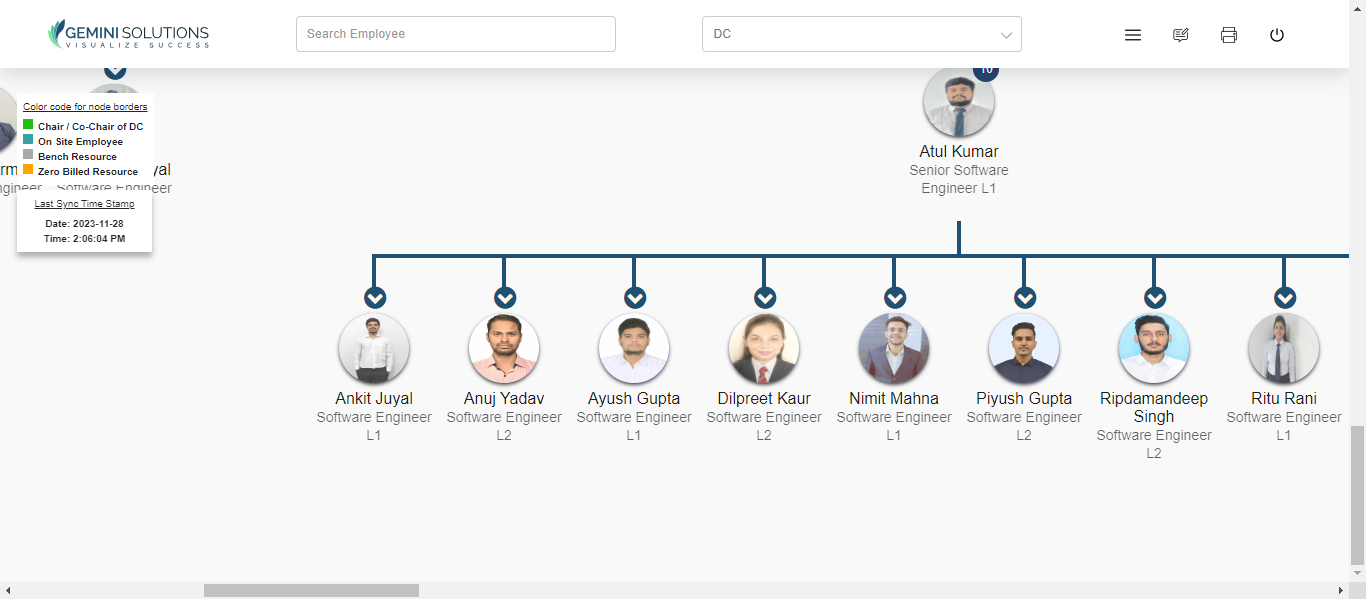 GEMINI SOLUTIONS
VISUALIZE SUCCESS
Search Employee
DC
10
Color code for node borders
Chair / Co-Chair of DC
On Site Employee
Bench Resource
Zero Billed Resource
Last Sync Time Stamp
Date: 2023-11-28
Time: 2:06:04 PM
Software Engineer
Atul Kumar
Senior Software
Engineer L1
Ankit Juyal
Software Engineer
L1
Anuj Yadav
Software Engineer
L2
Ayush Gupta
Software Engineer
L1
Dilpreet Kaur
Software Engineer
L2
Nimit Mahna
Software Engineer
L1
Piyush Gupta
Software Engineer
L2
Ripdamandeep
Singh
Software Engineer
L2
Ritu Rani
Software Engineer
L1